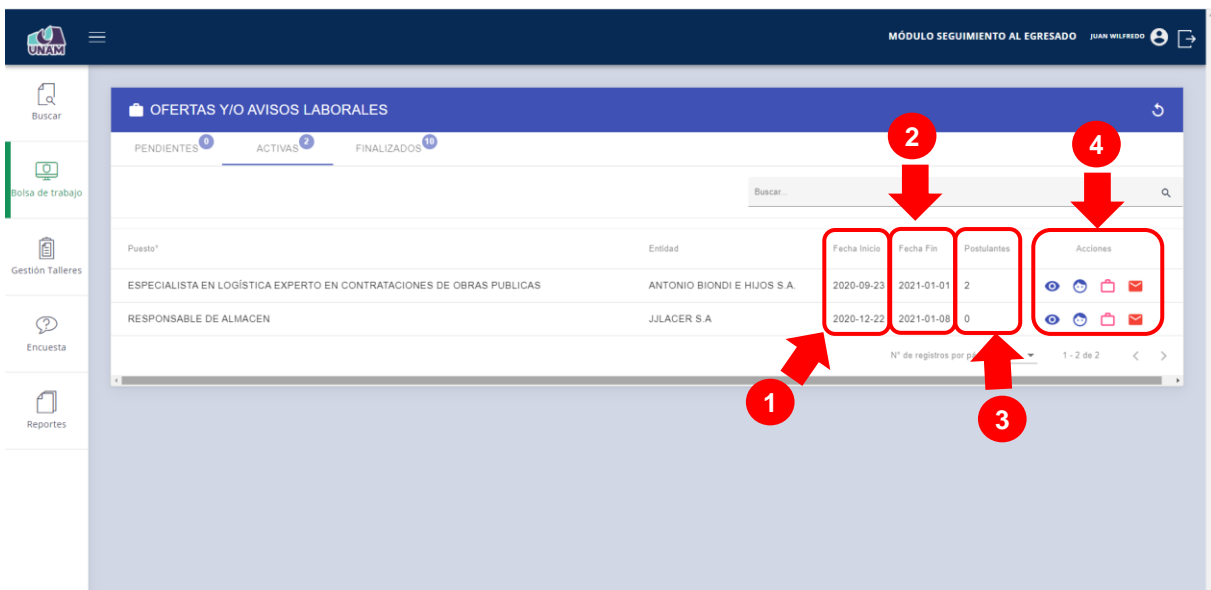 UNAM
MÓDULO SEGUIMIENTO AL EGRESADO JUAN WILFREDO
Buscar
Bolsa de trabajo
Gestión Talleres
Encuesta
Reportes
OFERTAS Y/O AVISOS LABORALES
PENDIENTES 0 ACTIVAS 2 FINALIZADOS 10
2
4
Buscar...
Puesto* Entidad Fecha Inicio Fecha Fin Postulantes Acciones
ESPECIALISTA EN LOGÍSTICA EXPERTO EN CONTRATACIONES DE OBRAS PUBLICAS ANTONIO BIONDI E HIJOS S.A. 2020-09-23 2021-01-01 2
RESPONSABLE DE ALMACEN JJLACER S.A 2020-12-22 2021-01-08 0
N° de registros por 1 - 2 de 2
1
3